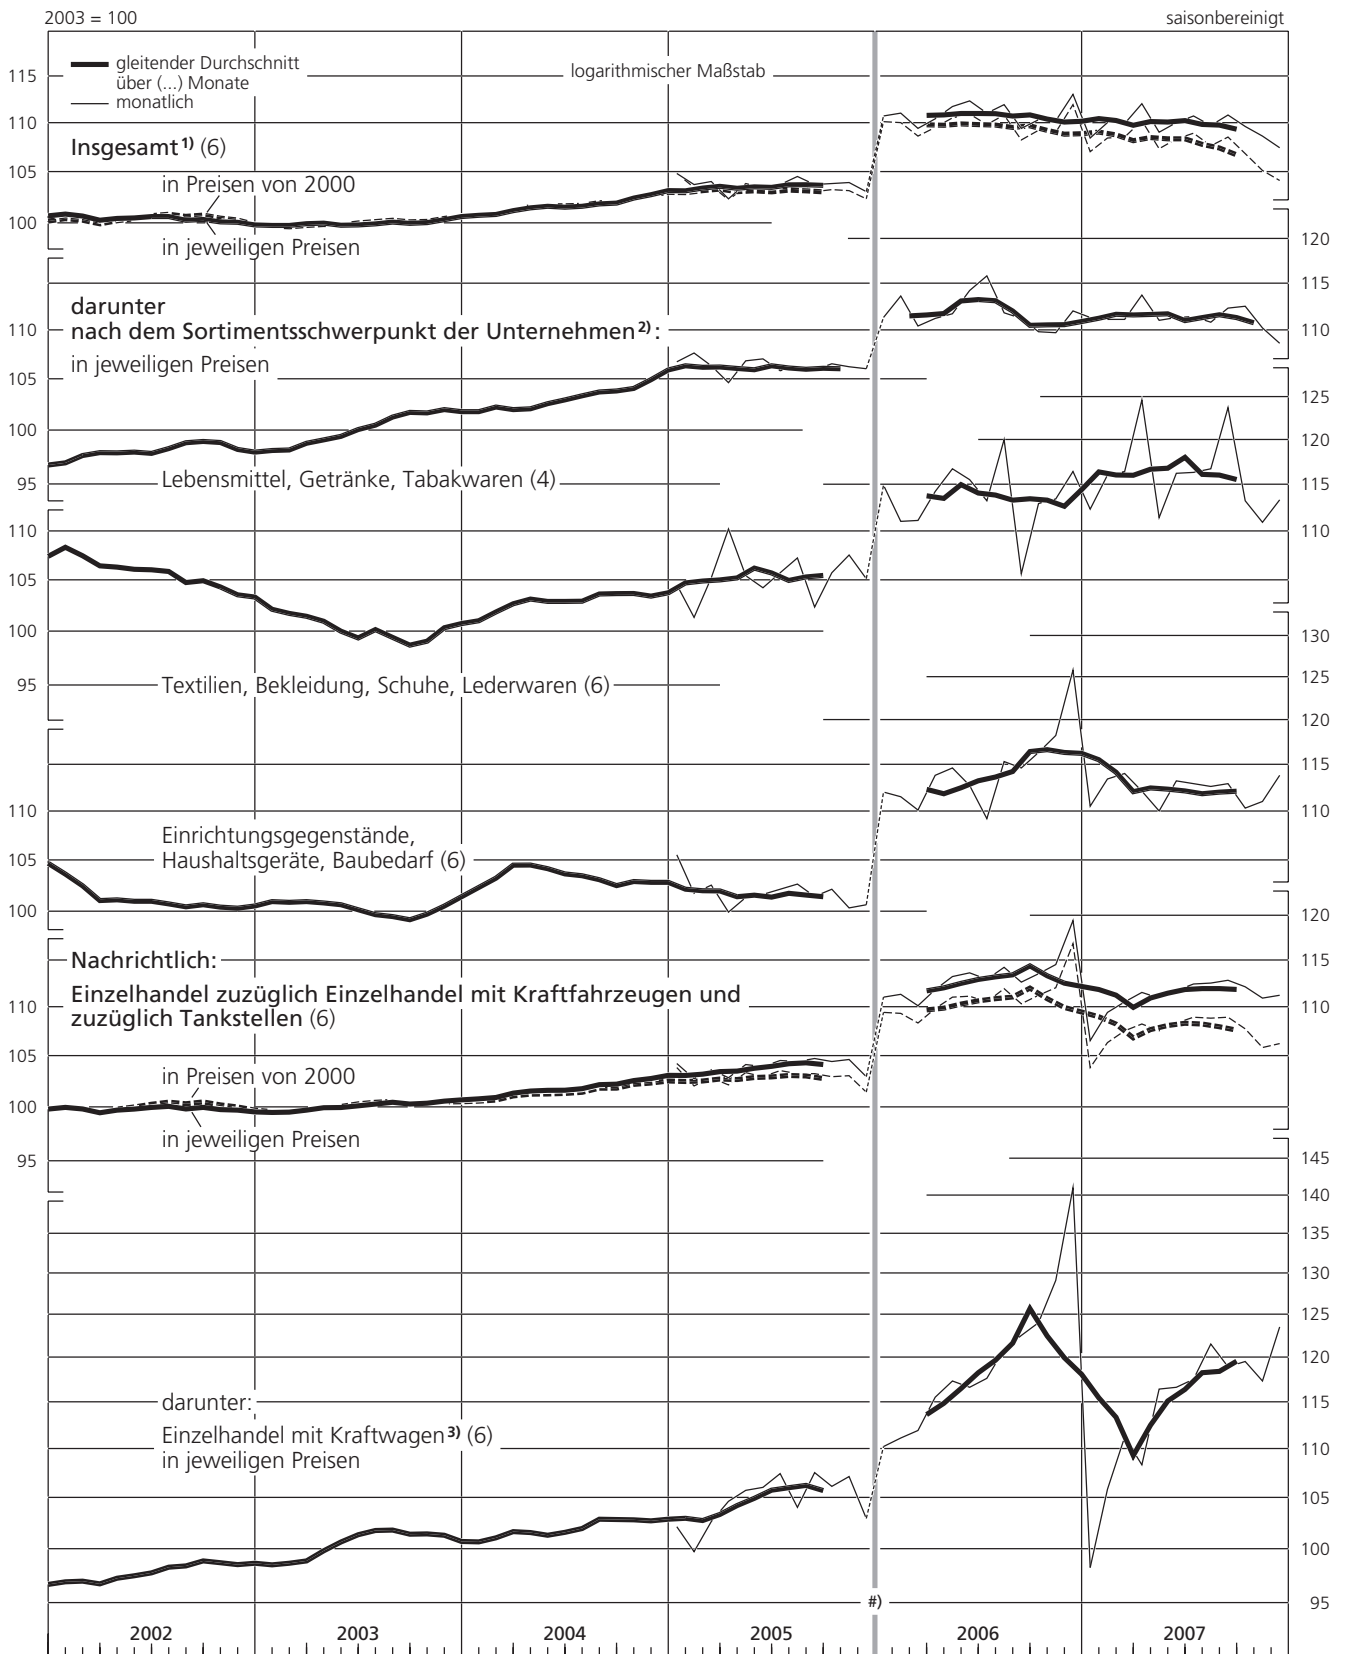 2003 = 100
saisonbereinigt
gleitender Durchschnitt
über (...) Monate
monatlich
logarithmischer Maßstab
115
110
105
100
Insgesamt¹⁾ (6)
in Preisen von 2000
in jeweiligen Preisen
120
115
110
darunter
nach dem Sortimentsschwerpunkt der Unternehmen²⁾:
in jeweiligen Preisen
110
105
100
95
Lebensmittel, Getränke, Tabakwaren (4)
125
120
115
110
110
105
100
95
Textilien, Bekleidung, Schuhe, Lederwaren (6)
130
125
120
115
110
110
105
100
Einrichtungsgegenstände,
Haushaltsgeräte, Baubedarf (6)
120
115
110
Nachrichtlich:
Einzelhandel zuzüglich Einzelhandel mit Kraftfahrzeugen und
zuzüglich Tankstellen (6)
110
105
100
95
in Preisen von 2000
in jeweiligen Preisen
145
140
135
130
125
120
115
110
105
100
95
darunter:
Einzelhandel mit Kraftwagen³⁾ (6)
in jeweiligen Preisen
#)
2002 2003 2004 2005 2006 2007